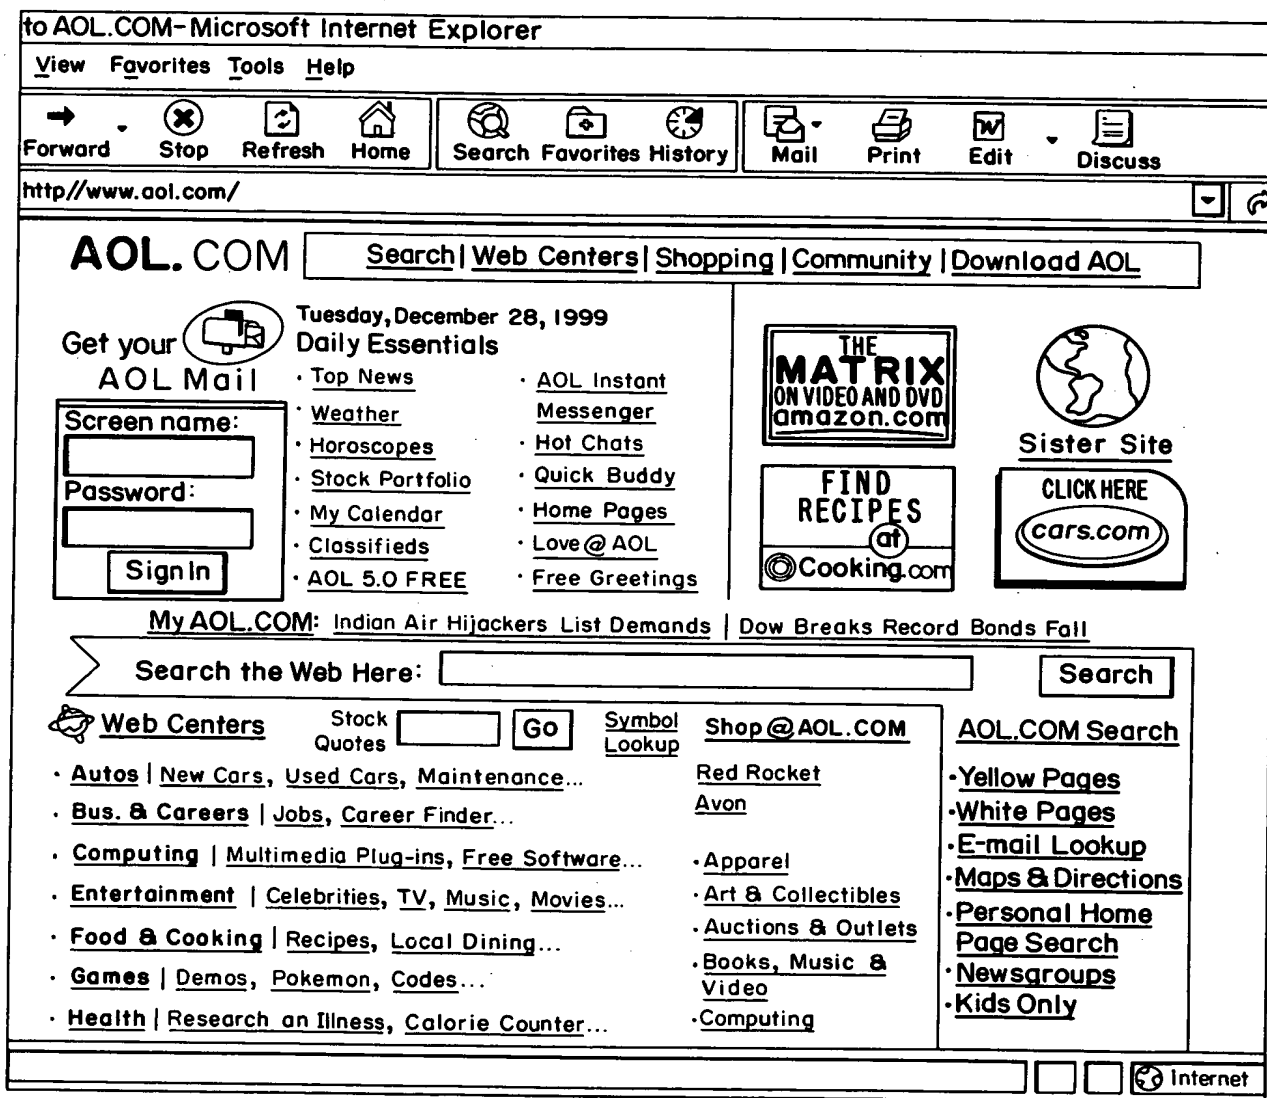 to AOL.COM-Microsoft Internet Explorer
View Favorites Tools Help
Forward Stop Refresh Home Search Favorites History Mail Print Edit Discuss
http//www.aol.com/
AOL.COM Search | Web Centers | Shopping | Community | Download AOL
Get your
AOL Mail
Screen name:
Password:
Sign In
Tuesday, December 28, 1999
Daily Essentials
· Top News
· Weather
· Horoscopes
· Stock Portfolio
· My Calendar
· Classifieds
· AOL 5.0 FREE
· AOL Instant
Messenger
· Hot Chats
· Quick Buddy
· Home Pages
· Love@AOL
· Free Greetings
THE
MATRIX
ON VIDEO AND DVD
amazon.com
Sister Site
FIND
RECIPES
at
Cooking.com
CLICK HERE
cars.com
My AOL.COM: Indian Air Hijackers List Demands | Dow Breaks Record Bonds Fall
Search the Web Here: Search
Web Centers
Stock
Quotes
Go
Symbol
Lookup
· Autos | New Cars, Used Cars, Maintenance...
· Bus. & Careers | Jobs, Career Finder...
· Computing | Multimedia Plug-ins, Free Software...
· Entertainment | Celebrities, TV, Music, Movies...
· Food & Cooking | Recipes, Local Dining...
· Games | Demos, Pokemon, Codes...
· Health | Research an Illness, Calorie Counter...
Shop@AOL.COM
Red Rocket
Avon
· Apparel
· Art & Collectibles
· Auctions & Outlets
· Books, Music &
Video
· Computing
AOL.COM Search
· Yellow Pages
· White Pages
· E-mail Lookup
· Maps & Directions
· Personal Home
Page Search
· Newsgroups
· Kids Only
Internet